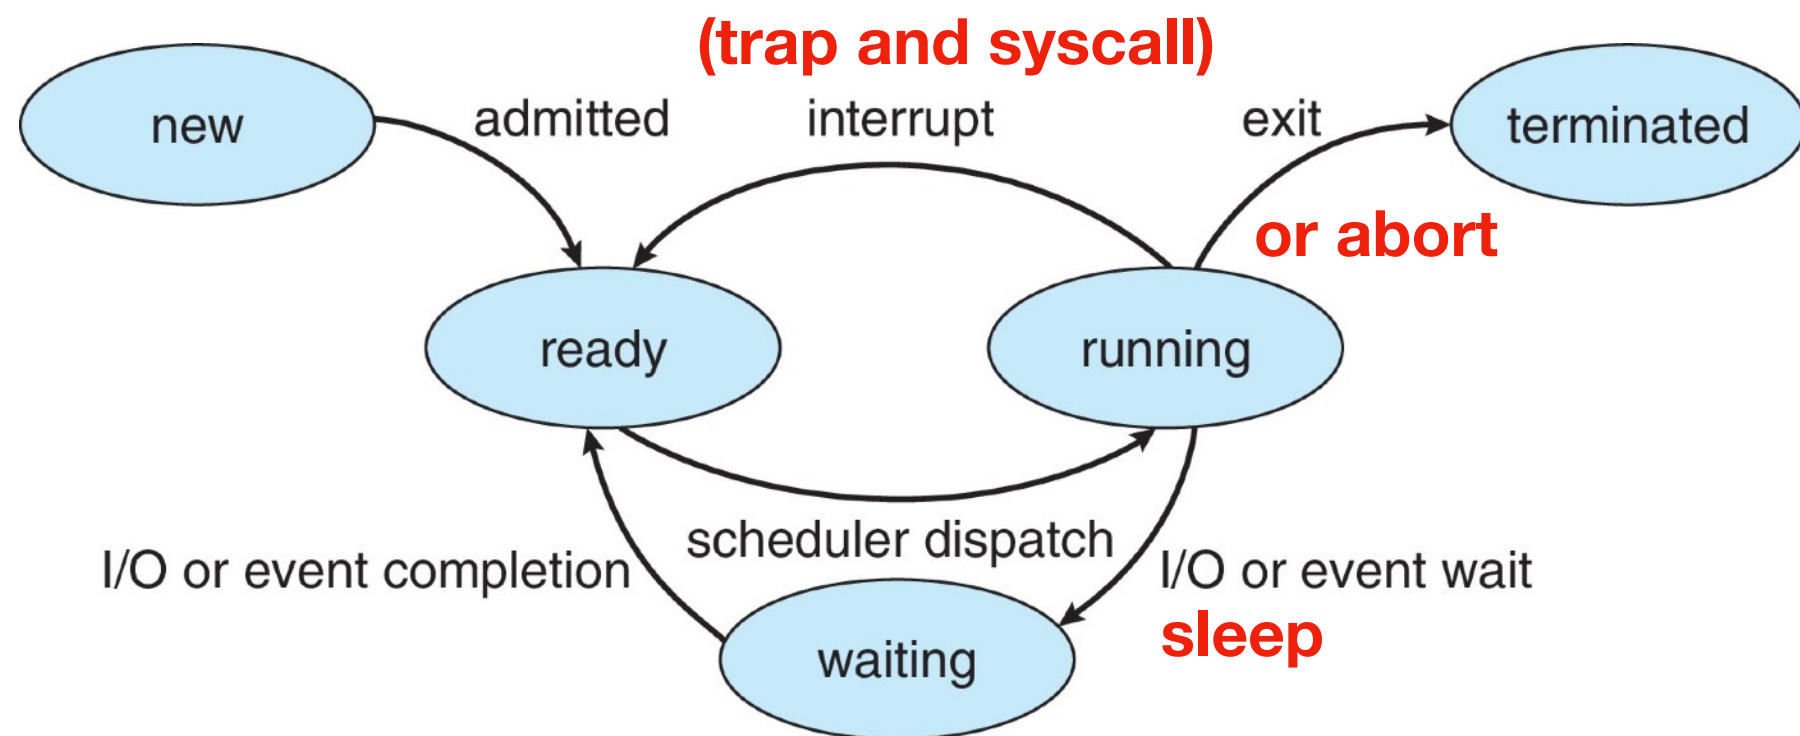 (trap and syscall)
new
admitted
interrupt
exit
terminated
or abort
ready
running
scheduler dispatch
I/O or event completion
I/O or event wait
sleep
waiting